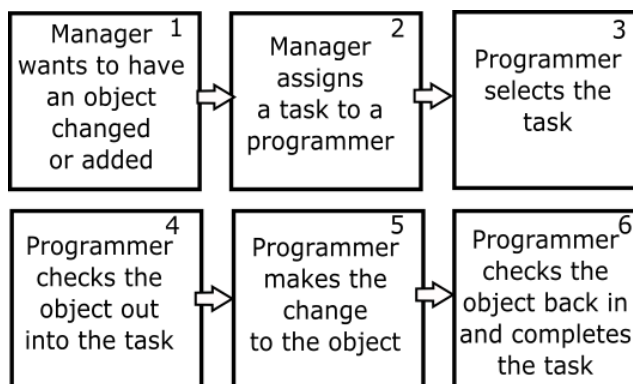 Manager 1
wants to have
an object
changed
or added
Manager 2
assigns
a task to a
programmer
3
Programmer
selects the
task
4
Programmer
checks the
object out
into the task
5
Programmer
makes the
change
to the object
6
Programmer
checks the
object back in
and completes
the task